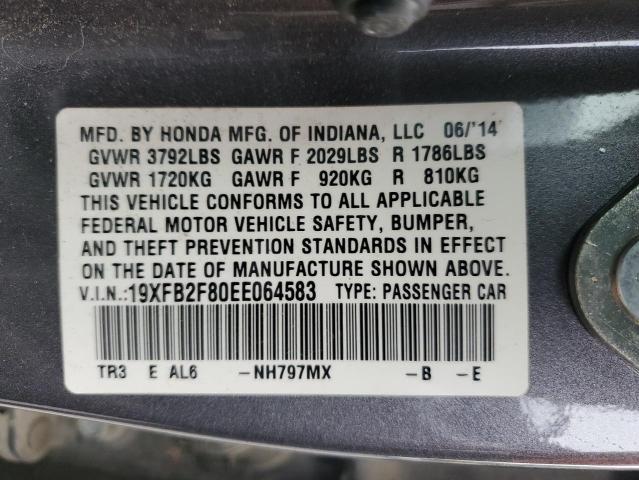 MFD. BY HONDA MFG. OF INDIANA, LLC 06/'14
GVWR 3792LBS GAWR F 2029LBS R 1786LBS
GVWR 1720KG GAWR F 920KG R 810KG
THIS VEHICLE CONFORMS TO ALL APPLICABLE
FEDERAL MOTOR VEHICLE SAFETY, BUMPER,
AND THEFT PREVENTION STANDARDS IN EFFECT
ON THE DATE OF MANUFACTURE SHOWN ABOVE.
V.I.N.:19XFB2F80EE064583 TYPE: PASSENGER CAR
TR3 E AL6 -NH797MX -B -E